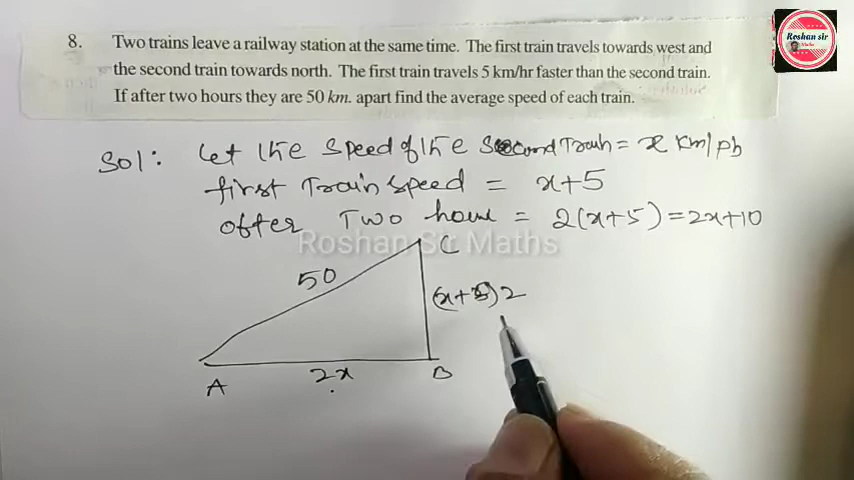 8. Two trains leave a railway station at the same time. The first train travels towards west and
the second train towards north. The first train travels 5 km/hr faster than the second train.
If after two hours they are 50 km. apart find the average speed of each train.
Roshan sir
Maths
Sol: Let the speed of the second Train = x km/ph
first Train speed = x+5
offer Two hour = 2(x+5)=2x+10
Roshan Sir Maths
C
50
(x+5)2
A
2x
B